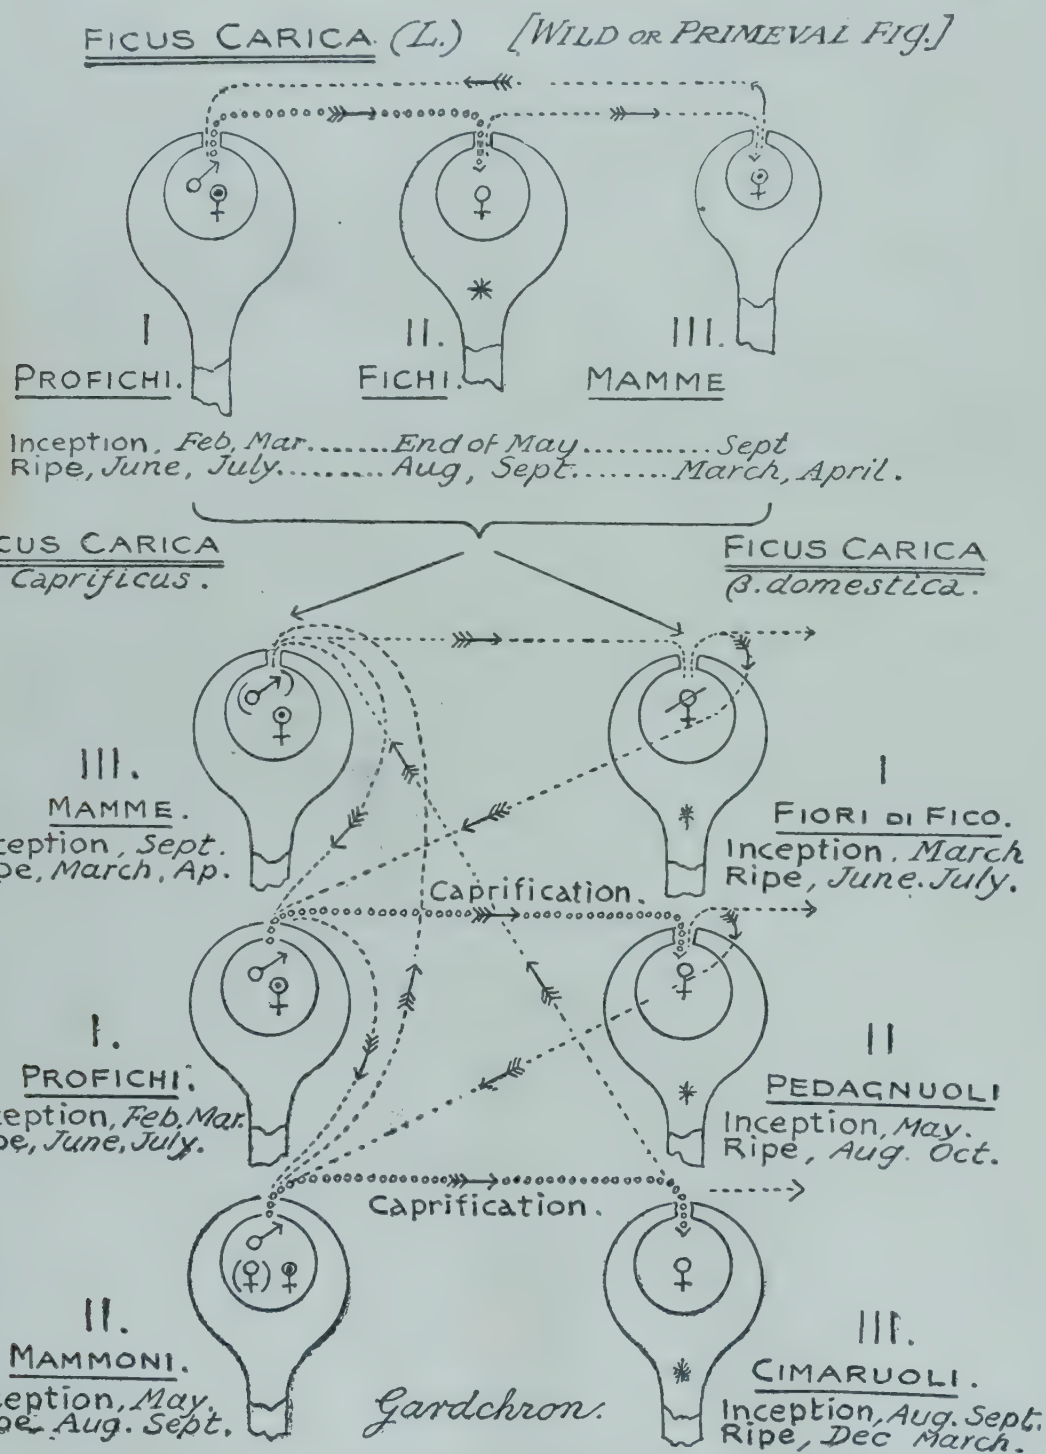 FICUS CARICA (L.) [WILD OR PRIMEVAL FIG.]
I II. III.
PROFICHI. FICHI. MAMME
Inception, Feb, Mar.......End of May............Sept
Ripe, June, July..........Aug, Sept..........March, April.
CUS CARICA FICUS CARICA
Caprificus. β. domestica.
III. I
MAMME. FIORI DI FICO.
ception, Sept. Inception, March
pe, March, Ap. Ripe, June. July.
Caprification.
I. II
PROFICHI. PEDAGNUOLI
ception, Feb. Mar. Inception, May.
pe, June, July. Ripe, Aug. Oct.
Caprification.
II. III.
MAMMONI. CIMARUOLI.
ception, May. Inception, Aug. Sept.
pe Aug. Sept. Ripe, Dec March.
Gardchron.